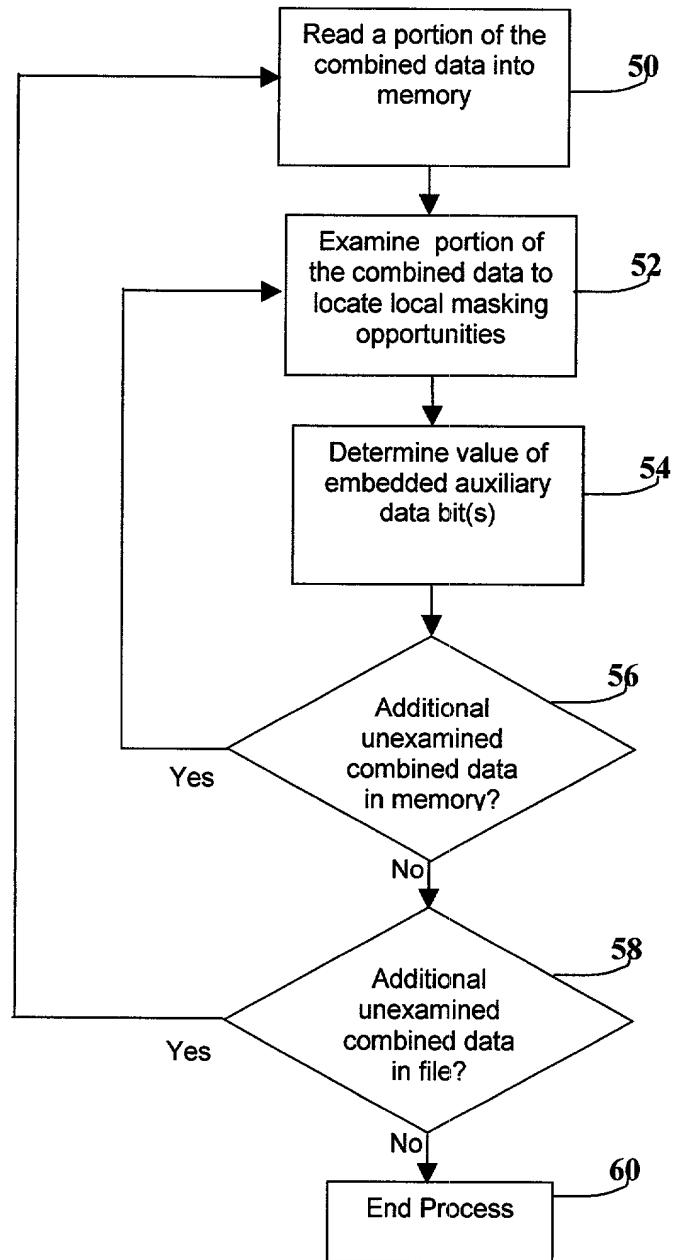 Read a portion of the
combined data into
memory
50
Examine portion of
the combined data to
locate local masking
opportunities
52
Determine value of
embedded auxiliary
data bit(s)
54
56
Additional
unexamined
combined data
in memory?
Yes
No
58
Additional
unexamined
combined data
in file?
Yes
No
60
End Process